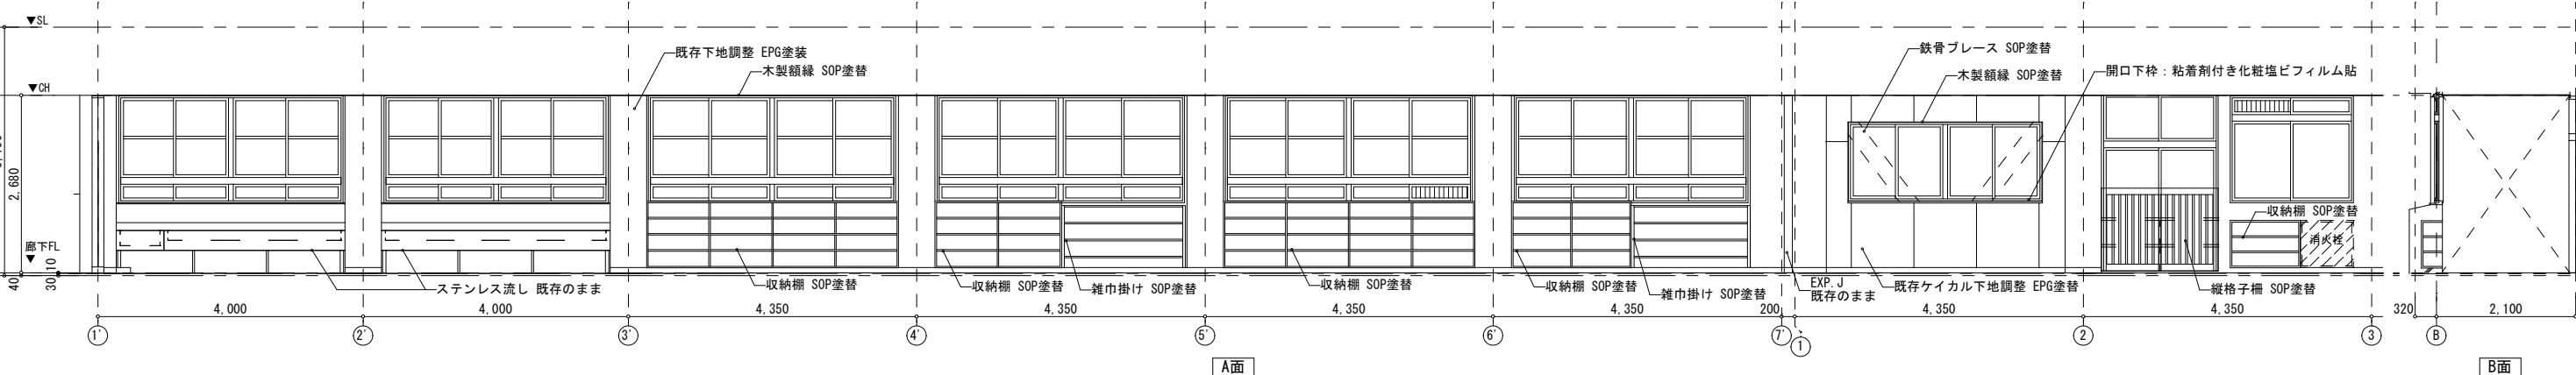 ▼SL
既存下地調整 EPG塗装
木製額縁 SOP塗替
鉄骨ブレース SOP塗替
木製額縁 SOP塗替
開口下枠：粘着剤付き化粧塩ビフィルム貼
▼CH
2,680
廊下FL
▼
10
30
40
収納棚 SOP塗替
消火栓
ステンレス流し 既存のまま
収納棚 SOP塗替
収納棚 SOP塗替
雑巾掛け SOP塗替
収納棚 SOP塗替
収納棚 SOP塗替
雑巾掛け SOP塗替
EXP.J
既存のまま
既存ケイカル下地調整 EPG塗替
縦格子柵 SOP塗替
4,000
4,000
4,350
4,350
4,350
4,350
200
4,350
4,350
320
2,100
1'
2'
3'
4'
5'
6'
7'
1
2
3
B
A面
B面